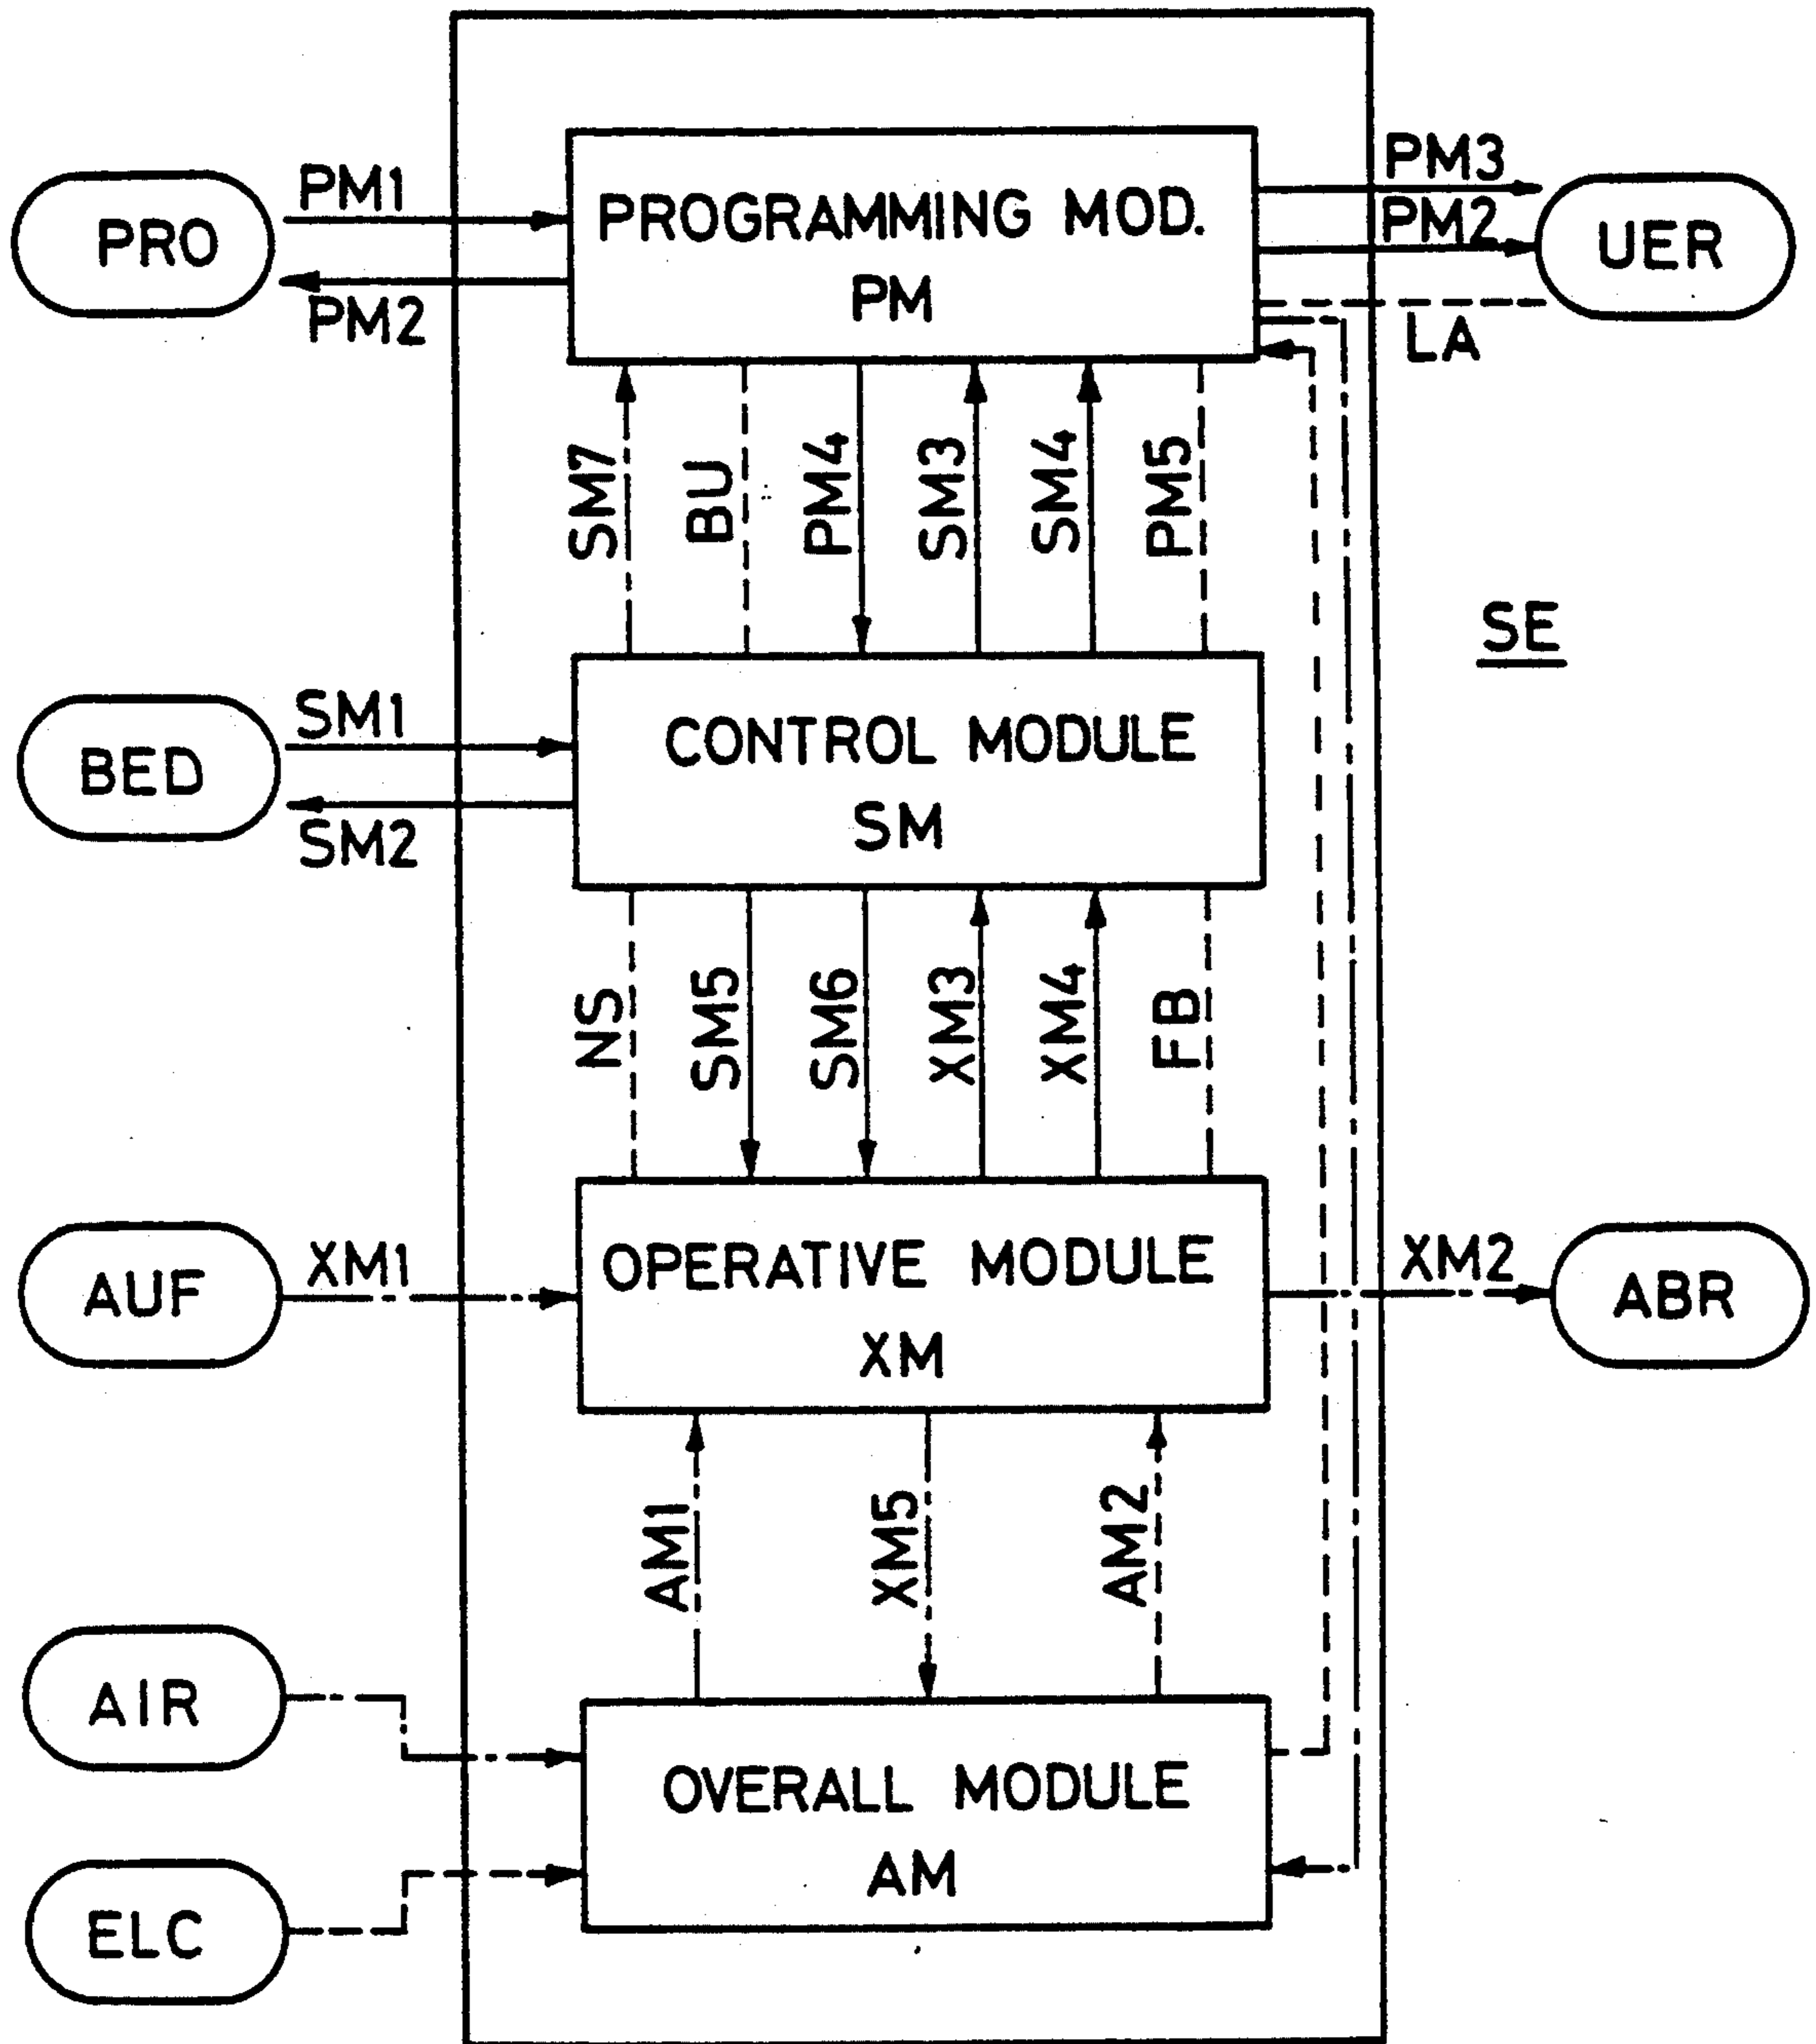 PRO
PM1
PM2
PROGRAMMING MOD.
PM
PM3
PM2
LA
UER
SM7
BU
PM4
SM3
SM4
PM5
SE
BED
SM1
SM2
CONTROL MODULE
SM
NS
SM5
SM6
XM3
XM4
FB
AUF
XM1
OPERATIVE MODULE
XM
XM2
ABR
AM1
XM5
AM2
AIR
ELC
OVERALL MODULE
AM